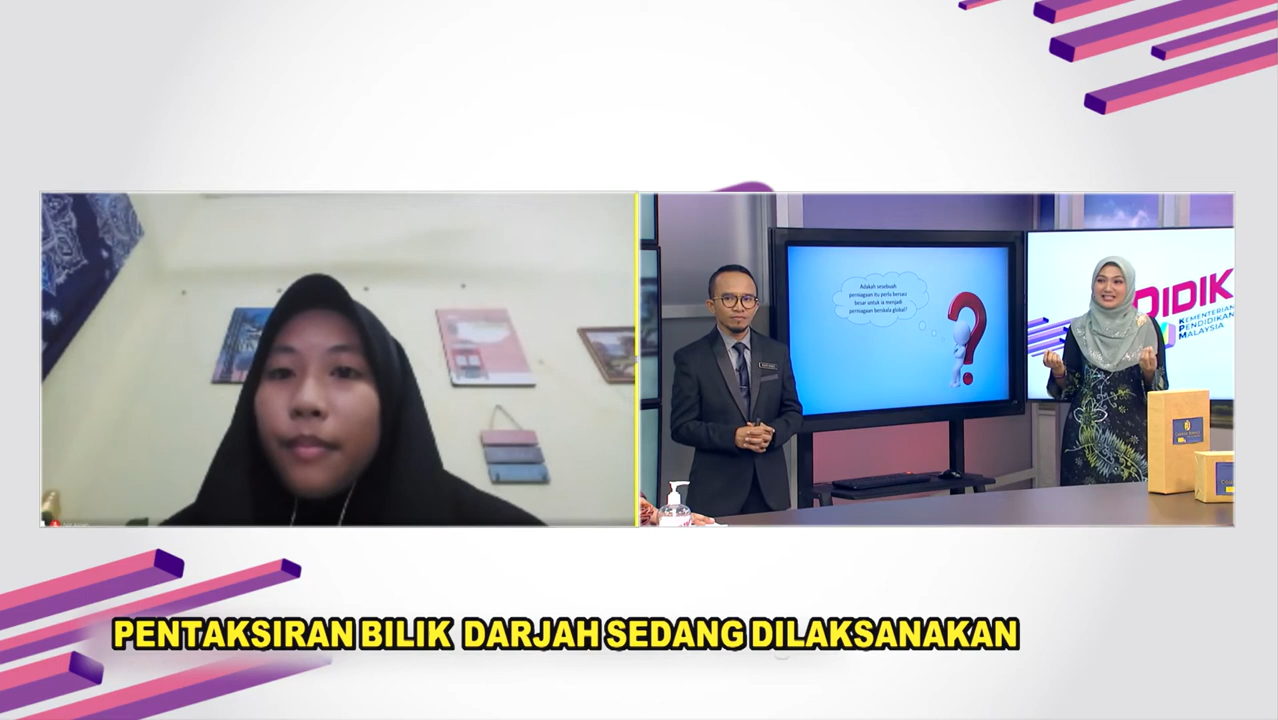 Adakah sesebuah
perniagaan itu perlu bersaiz
besar untuk ia menjadi
perniagaan berskala global?
DIDIK
KEMENTERIAN
PENDIDIKAN
MALAYSIA
PENTAKSIRAN BILIK DARJAH SEDANG DILAKSANAKAN